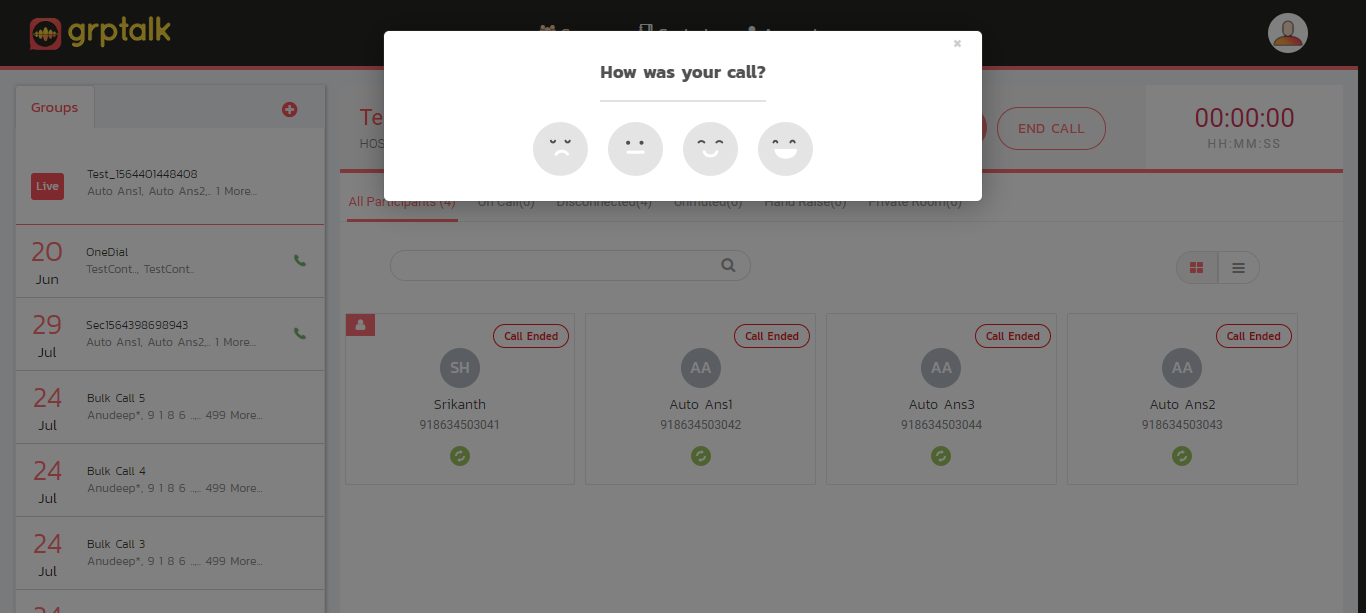 grptalk
×
How was your call?
Groups
Te
HOS
END CALL
00:00:00
HH:MM:SS
Live
Test_1564401448408
Auto Ans1, Auto Ans2,.. 1 More...
All Participants (4)
On Call(0)
Disconnected(4)
Unmuted(0)
Hand Raise(0)
Private Room(0)
20
Jun
OneDial
TestCont.., TestCont..
29
Jul
Sec1564398698943
Auto Ans1, Auto Ans2,.. 1 More...
24
Jul
Bulk Call 5
Anudeep*, 9 1 8 6 ..,.. 499 More...
24
Jul
Bulk Call 4
Anudeep*, 9 1 8 6 ..,.. 499 More...
24
Jul
Bulk Call 3
Anudeep*, 9 1 8 6 ..,.. 499 More...
Call Ended
SH
Srikanth
918634503041
Call Ended
AA
Auto Ans1
918634503042
Call Ended
AA
Auto Ans3
918634503044
Call Ended
AA
Auto Ans2
918634503043